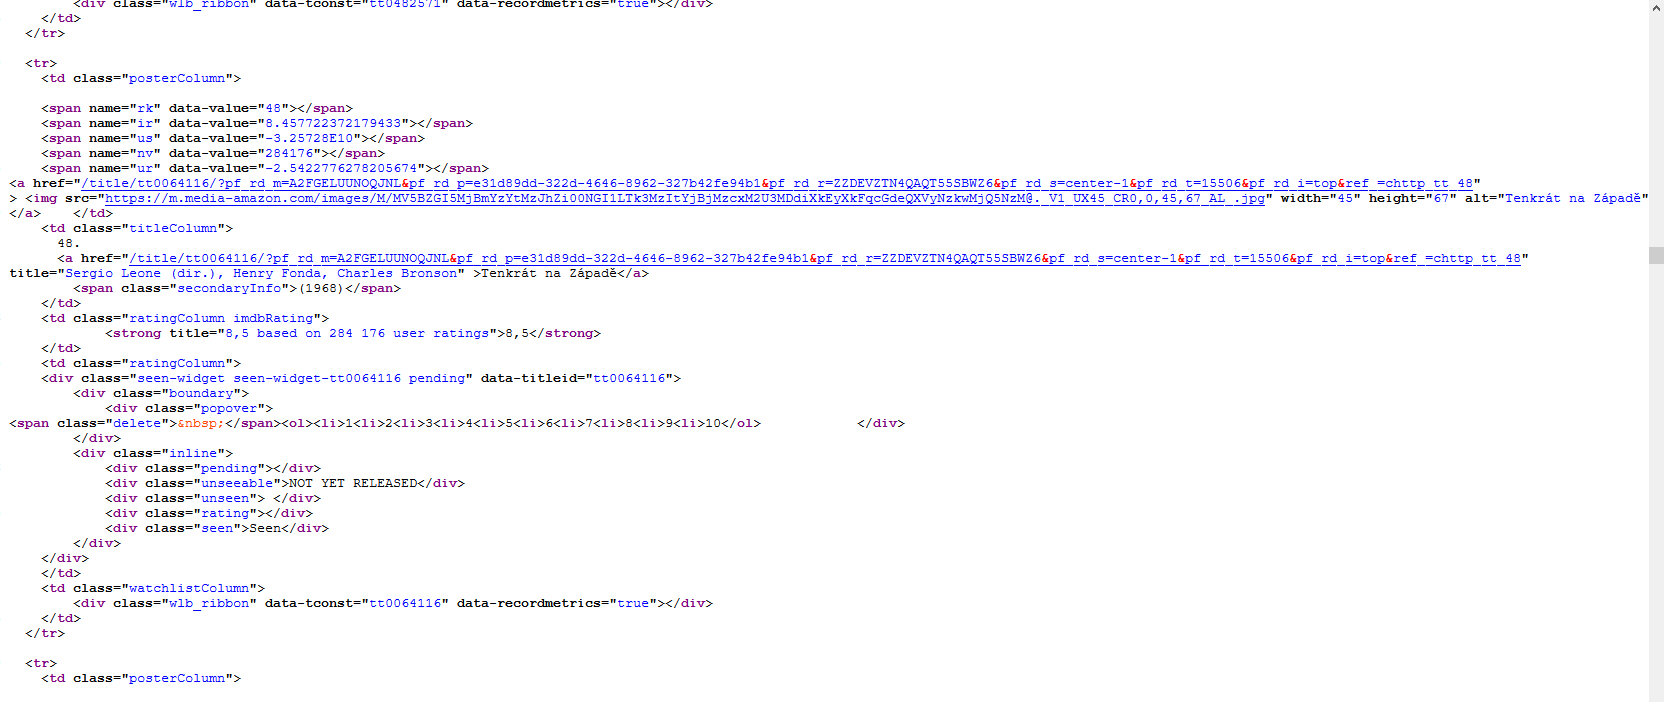 <div class="wlb_ribbon" data-tconst="tt0482571" data-recordmetrics="true"></div>
</td>
</tr>
<tr>
<td class="posterColumn">
<span name="rk" data-value="48"></span>
<span name="ir" data-value="8.457722372179433"></span>
<span name="us" data-value="-3.25728E10"></span>
<span name="nv" data-value="284176"></span>
<span name="ur" data-value="-2.5422776278205674"></span>
<a href="/title/tt0064116/?pf_rd_m=A2FGELUUNOQJNL&pf_rd_p=e31d89dd-322d-4646-8962-327b42fe94b1&pf_rd_r=ZZDEVZTN4QAQT55SBWZ6&pf_rd_s=center-1&pf_rd_t=15506&pf_rd_i=top&ref_=chttp_tt_48"
> <img src="https://m.media-amazon.com/images/M/MV5BZGI5MjBmYzYtMzJhZi00NGI1LTk3MzItYjBjMzcxM2U3MDdiXkEyXkFqcGdeQXVyNzkwMjQ5NzM@._V1_UX45_CR0,0,45,67_AL_.jpg" width="45" height="67" alt="Tenkrát na Západě"
</a>    </td>
<td class="titleColumn">
48.
<a href="/title/tt0064116/?pf_rd_m=A2FGELUUNOQJNL&pf_rd_p=e31d89dd-322d-4646-8962-327b42fe94b1&pf_rd_r=ZZDEVZTN4QAQT55SBWZ6&pf_rd_s=center-1&pf_rd_t=15506&pf_rd_i=top&ref_=chttp_tt_48"
title="Sergio Leone (dir.), Henry Fonda, Charles Bronson" >Tenkrát na Západě</a>
<span class="secondaryInfo">(1968)</span>
</td>
<td class="ratingColumn imdbRating">
<strong title="8,5 based on 284 176 user ratings">8,5</strong>
</td>
<td class="ratingColumn">
<div class="seen-widget seen-widget-tt0064116 pending" data-titleid="tt0064116">
<div class="boundary">
<div class="popover">
<span class="delete">&nbsp;</span><ol><li>1<li>2<li>3<li>4<li>5<li>6<li>7<li>8<li>9<li>10</ol>            </div>
</div>
<div class="inline">
<div class="pending"></div>
<div class="unseeable">NOT YET RELEASED</div>
<div class="unseen"> </div>
<div class="rating"></div>
<div class="seen">Seen</div>
</div>
</div>
</td>
<td class="watchlistColumn">
<div class="wlb_ribbon" data-tconst="tt0064116" data-recordmetrics="true"></div>
</td>
</tr>
<tr>
<td class="posterColumn">